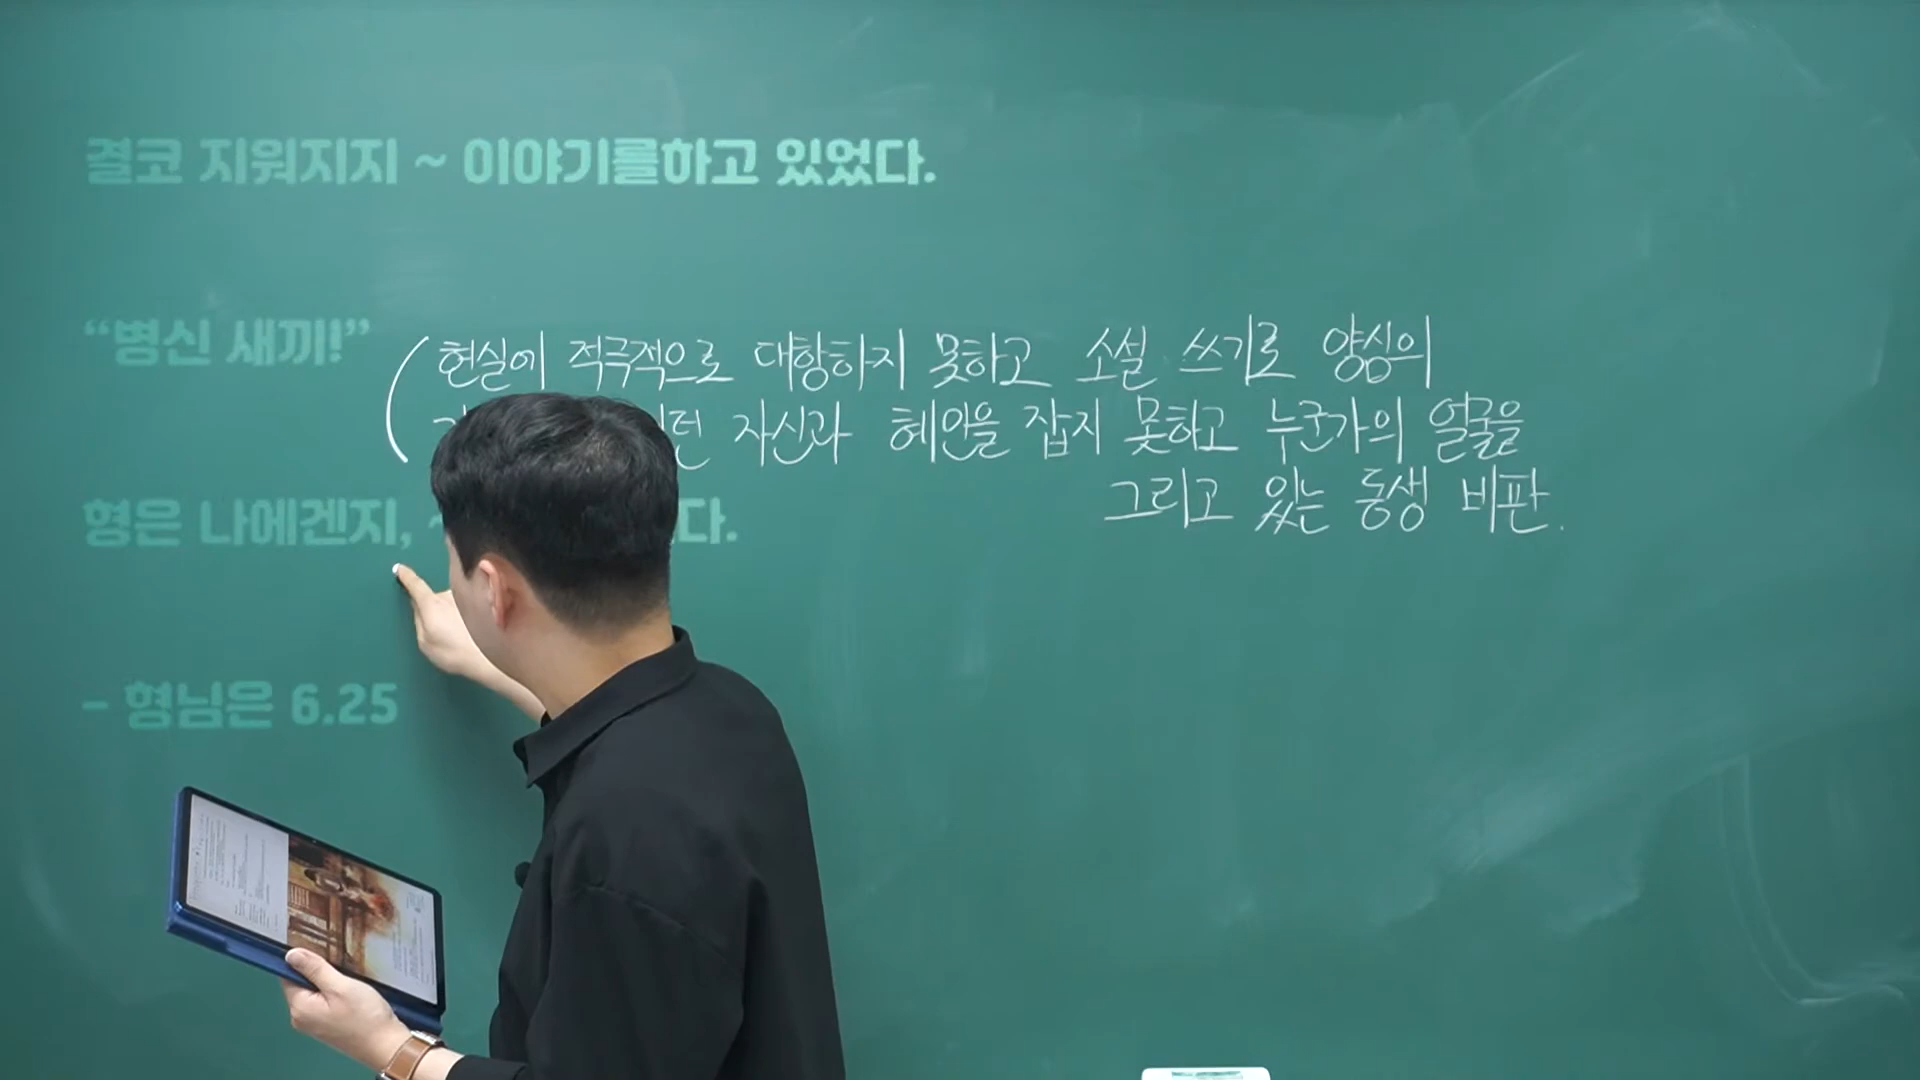 결코 지워지지 ~ 이야기를하고 있었다.
“병신 새끼!”
(현실에 적극적으로 대항하지 못하고 소설 쓰기로 양심의
자신과 혜인을 잡지 못하고 누군가의 얼굴을
그리고 있는 동생 비판.
형은 나에겐지, ~ 다.
- 형님은 6.25